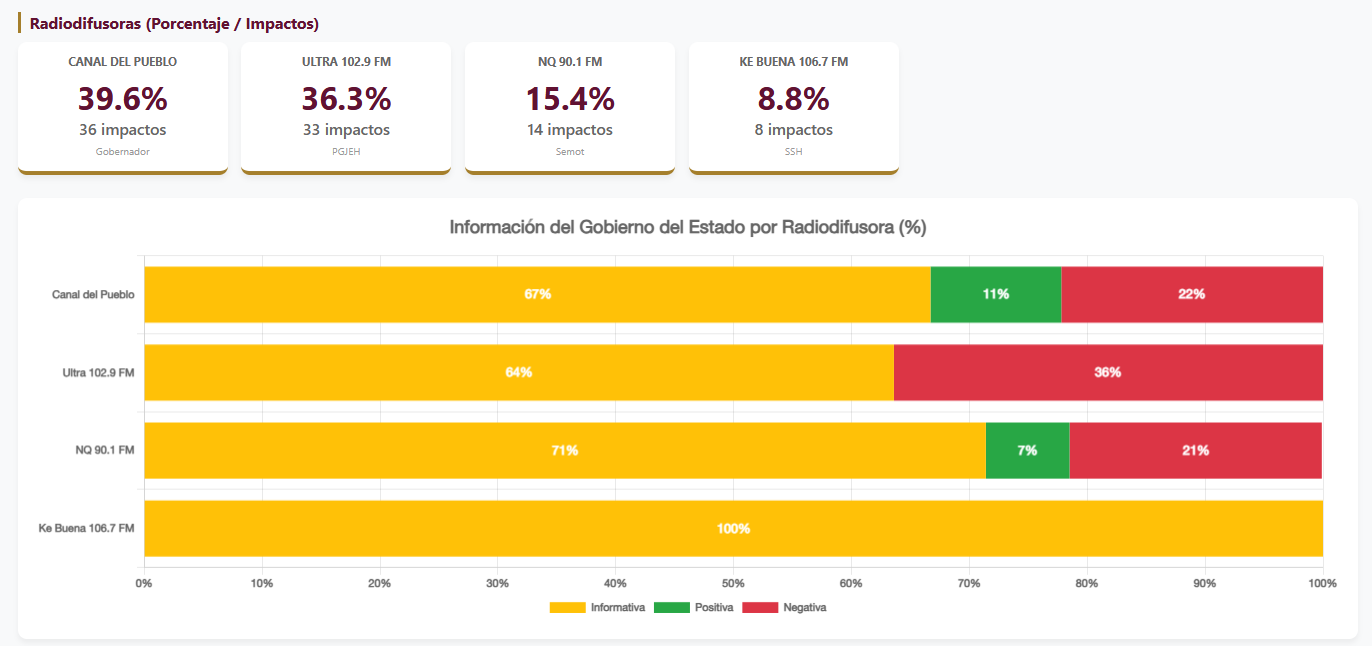 Radiodifusoras (Porcentaje / Impactos)
CANAL DEL PUEBLO
39.6%
36 impactos
Gobernador
ULTRA 102.9 FM
36.3%
33 impactos
PGJEH
NQ 90.1 FM
15.4%
14 impactos
Semot
KE BUENA 106.7 FM
8.8%
8 impactos
SSH
Información del Gobierno del Estado por Radiodifusora (%)
Canal del Pueblo
67%
11%
22%
Ultra 102.9 FM
64%
36%
NQ 90.1 FM
71%
7%
21%
Ke Buena 106.7 FM
100%
0%
10%
20%
30%
40%
50%
60%
70%
80%
90%
100%
Informativa
Positiva
Negativa